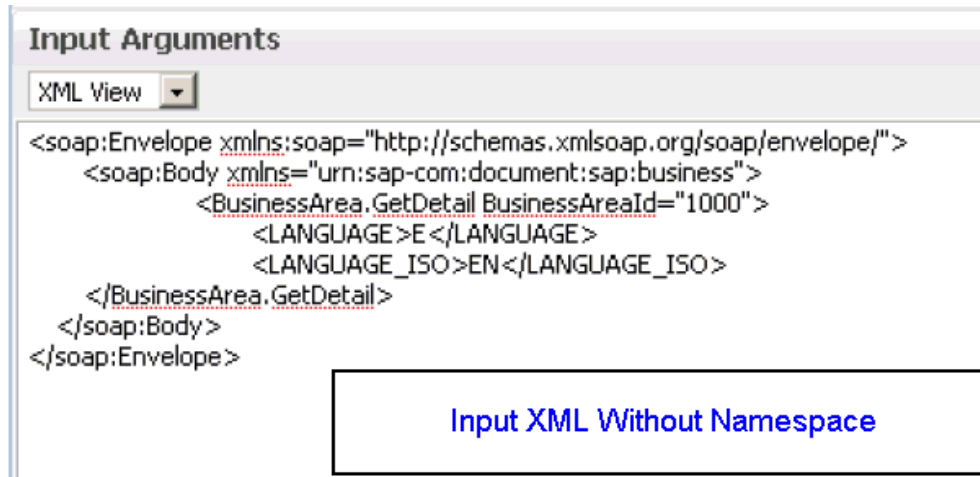 Input Arguments
XML View
<soap:Envelope xmlns:soap="http://schemas.xmlsoap.org/soap/envelope/">
<soap:Body xmlns="urn:sap-com:document:sap:business">
<BusinessArea.GetDetail BusinessAreaId="1000">
<LANGUAGE>E</LANGUAGE>
<LANGUAGE_ISO>EN</LANGUAGE_ISO>
</BusinessArea.GetDetail>
</soap:Body>
</soap:Envelope>
Input XML Without Namespace